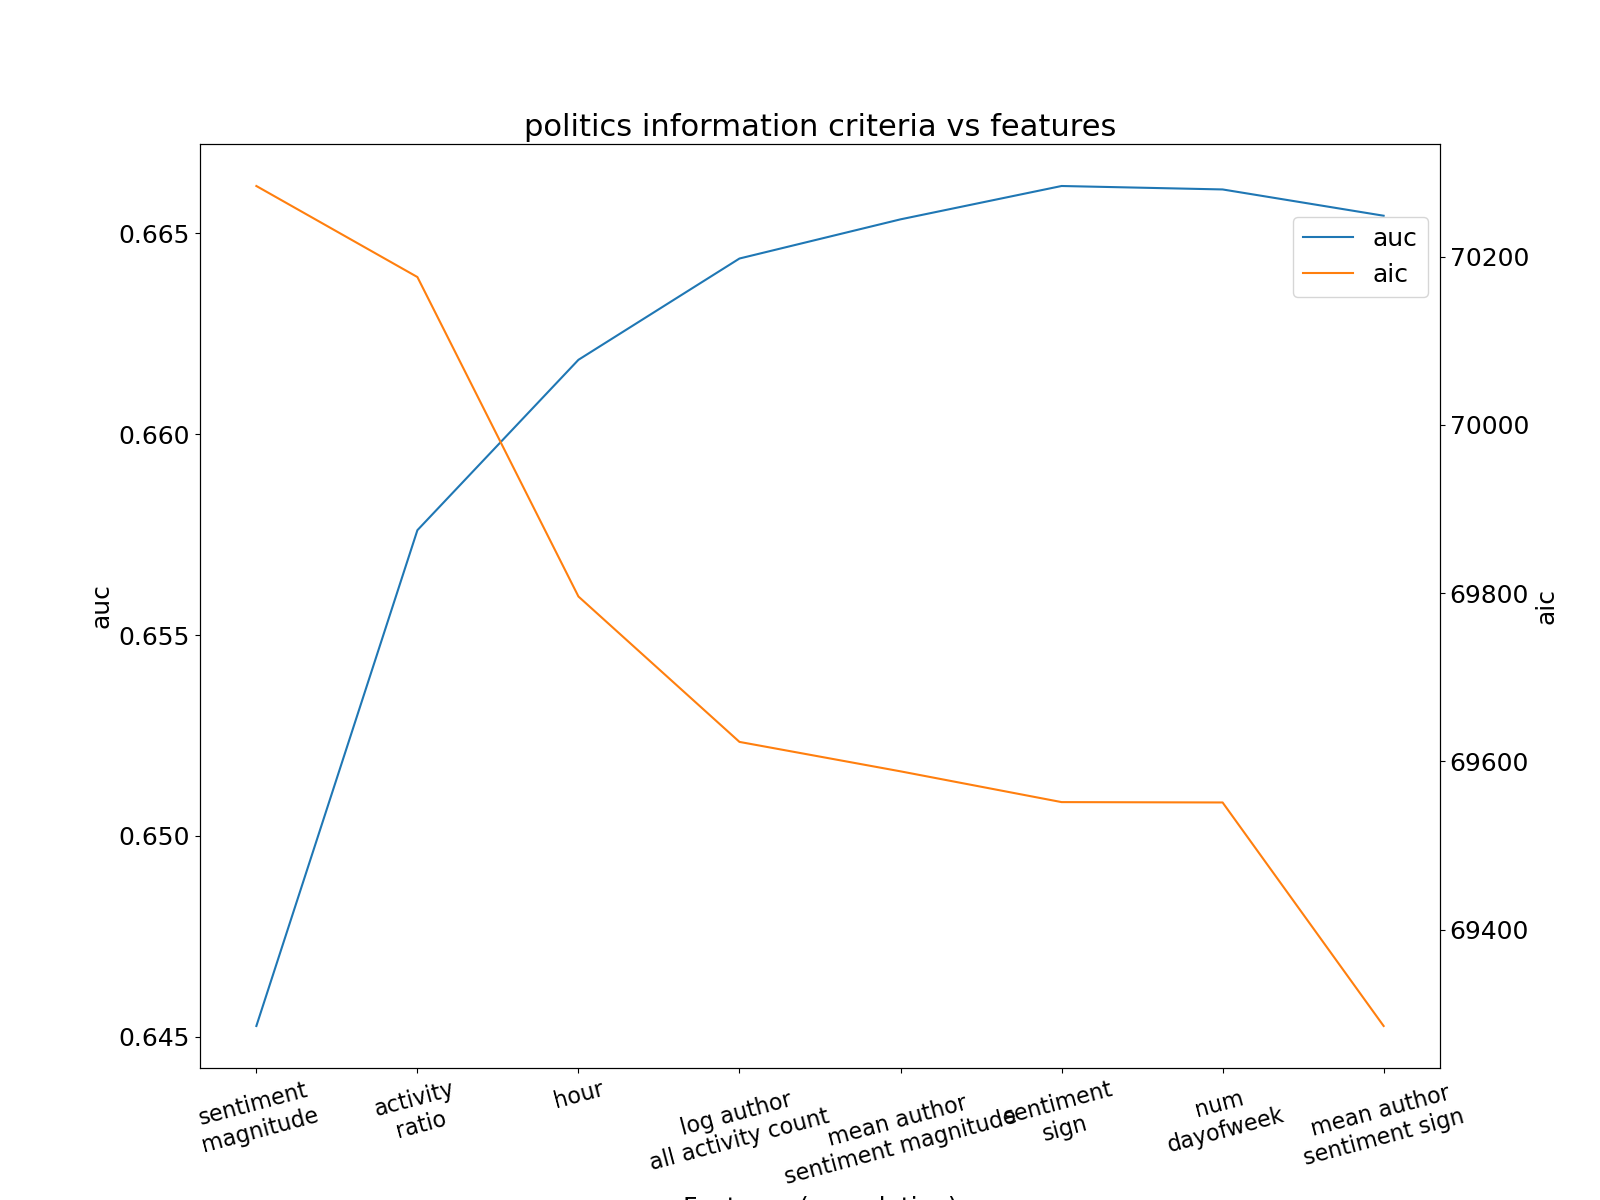 politics information criteria vs features
0.665
0.660
0.655
0.650
0.645
auc
auc
aic
70200
70000
69800
69600
69400
aic
sentiment
magnitude
activity
ratio
hour
log author
all activity count
mean author
sentiment magnitude
sentiment
sign
num
dayofweek
mean author
sentiment sign